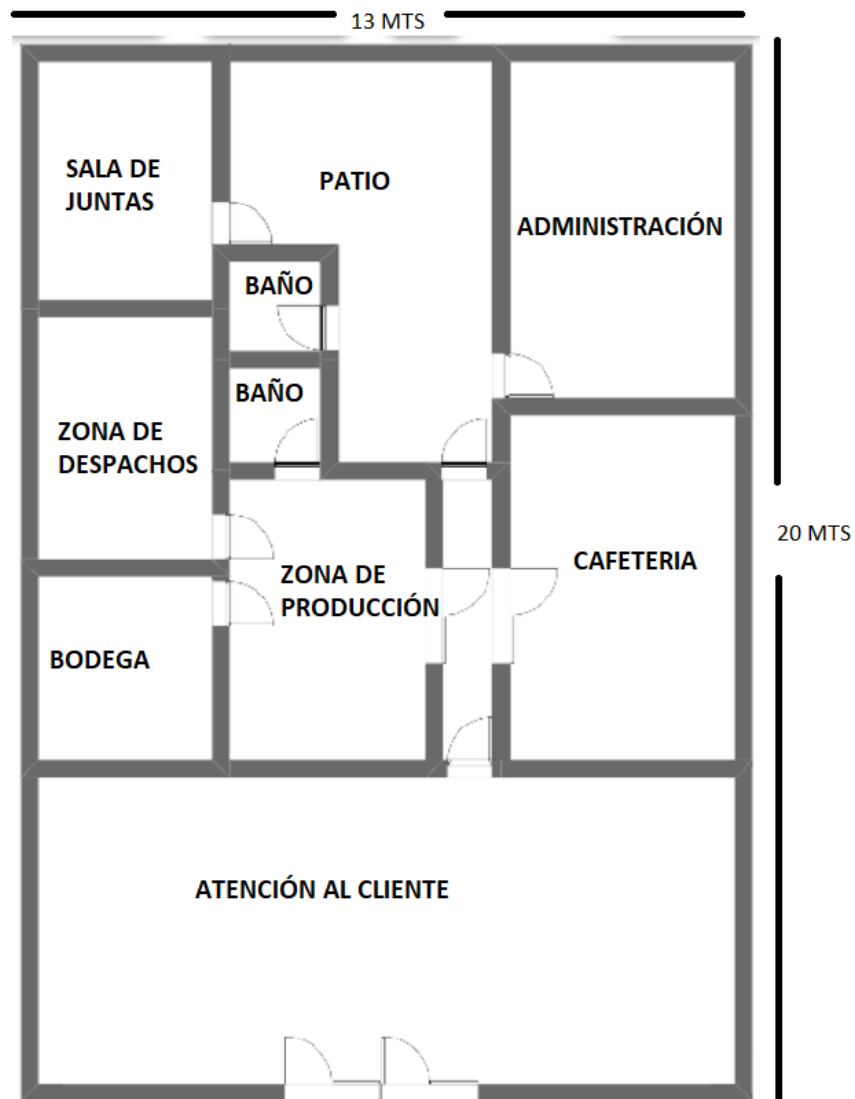 13 MTS
SALA DE
JUNTAS
PATIO
ADMINISTRACIÓN
BAÑO
BAÑO
ZONA DE
DESPACHOS
20 MTS
CAFETERIA
ZONA DE
PRODUCCIÓN
BODEGA
ATENCIÓN AL CLIENTE